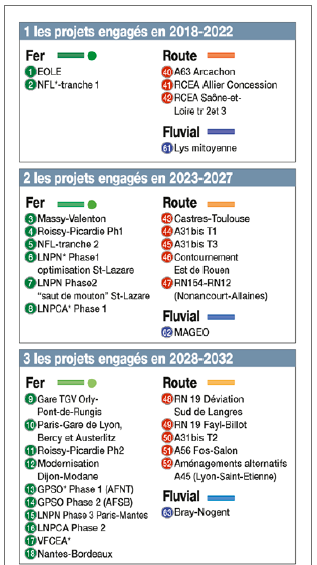 1 les projets engagés en 2018-2022
Fer
1 EOLE
2 NFL*-tranche 1
Route
40 A63 Arcachon
41 RCEA Allier Concession
42 RCEA Saône-et-
Loire tr 2et 3
Fluvial
61 Lys mitoyenne
2 les projets engagés en 2023-2027
Fer
3 Massy-Valenton
4 Roissy-Picardie Ph1
5 NFL-tranche 2
6 LNPN* Phase1
optimisation St-Lazare
7 LNPN Phase2
"saut de mouton" St-Lazare
8 LNPCA* Phase 1
Route
43 Castres-Toulouse
44 A31bis T1
45 A31bis T3
46 Contournement
Est de Rouen
47 RN154-RN12
(Nonancourt-Allaines)
Fluvial
62 MAGEO
3 les projets engagés en 2028-2032
Fer
9 Gare TGV Orly-
Pont-de-Rungis
10 Paris-Gare de Lyon,
Bercy et Austerlitz
11 Roissy-Picardie Ph2
12 Modernisation
Dijon-Modane
13 GPSO* Phase 1 (AFNT)
14 GPSO Phase 2 (AFSB)
15 LNPN Phase 3 Paris-Mantes
16 LNPCA Phase 2
17 VFCEA*
18 Nantes-Bordeaux
Route
48 RN 19 Déviation
Sud de Langres
49 RN 19 Fayl-Billot
50 A31bis T2
51 A56 Fos-Salon
52 Aménagements alternatifs
A45 (Lyon-Saint-Etienne)
Fluvial
63 Bray-Nogent